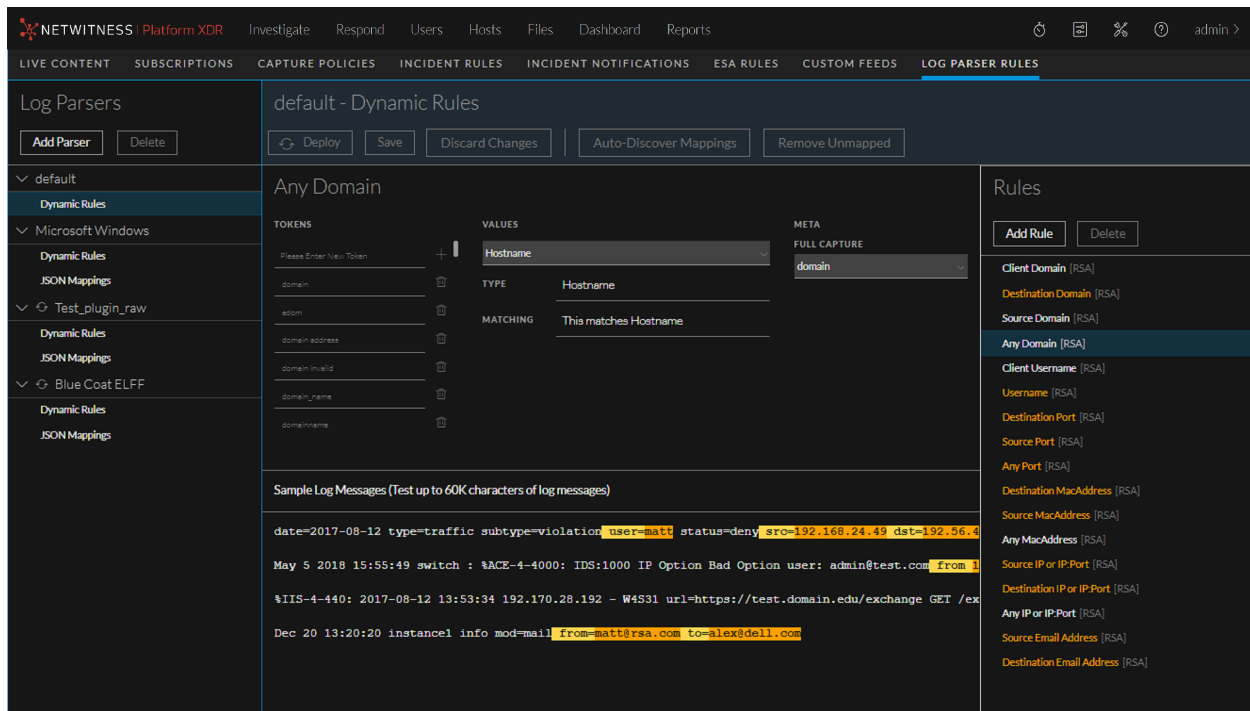 NETWITNESS Platform XDR Investigate Respond Users Hosts Files Dashboard Reports admin >
LIVE CONTENT SUBSCRIPTIONS CAPTURE POLICIES INCIDENT RULES INCIDENT NOTIFICATIONS ESA RULES CUSTOM FEEDS LOG PARSER RULES
Log Parsers
Add Parser Delete
default
Dynamic Rules
Microsoft Windows
Dynamic Rules
JSON Mappings
Test_plugin_raw
Dynamic Rules
JSON Mappings
Blue Coat ELFF
Dynamic Rules
JSON Mappings
default - Dynamic Rules
Deploy Save Discard Changes Auto-Discover Mappings Remove Unmapped
Any Domain
TOKENS
Please Enter New Token
domain
adom
domain address
domain invalid
domain_name
domainname
VALUES
Hostname
TYPE Hostname
MATCHING This matches Hostname
META
FULL CAPTURE
domain
Sample Log Messages (Test up to 60K characters of log messages)
date=2017-08-12 type=traffic subtype=violation user=matt status=deny src=192.168.24.49 dst=192.56.4
May 5 2018 15:55:49 switch : %ACE-4-4000: IDS:1000 IP Option Bad Option user: admin@test.com from 1
%IIS-4-440: 2017-08-12 13:53:34 192.170.28.192 - W4S31 url=https://test.domain.edu/exchange GET /ex
Dec 20 13:20:20 instance1 info mod=mail from=matt@rsa.com to=alex@dell.com
Rules
Add Rule Delete
Client Domain [RSA]
Destination Domain [RSA]
Source Domain [RSA]
Any Domain [RSA]
Client Username [RSA]
Username [RSA]
Destination Port [RSA]
Source Port [RSA]
Any Port [RSA]
Destination MacAddress [RSA]
Source MacAddress [RSA]
Any MacAddress [RSA]
Source IP or IP:Port [RSA]
Destination IP or IP:Port [RSA]
Any IP or IP:Port [RSA]
Source Email Address [RSA]
Destination Email Address [RSA]